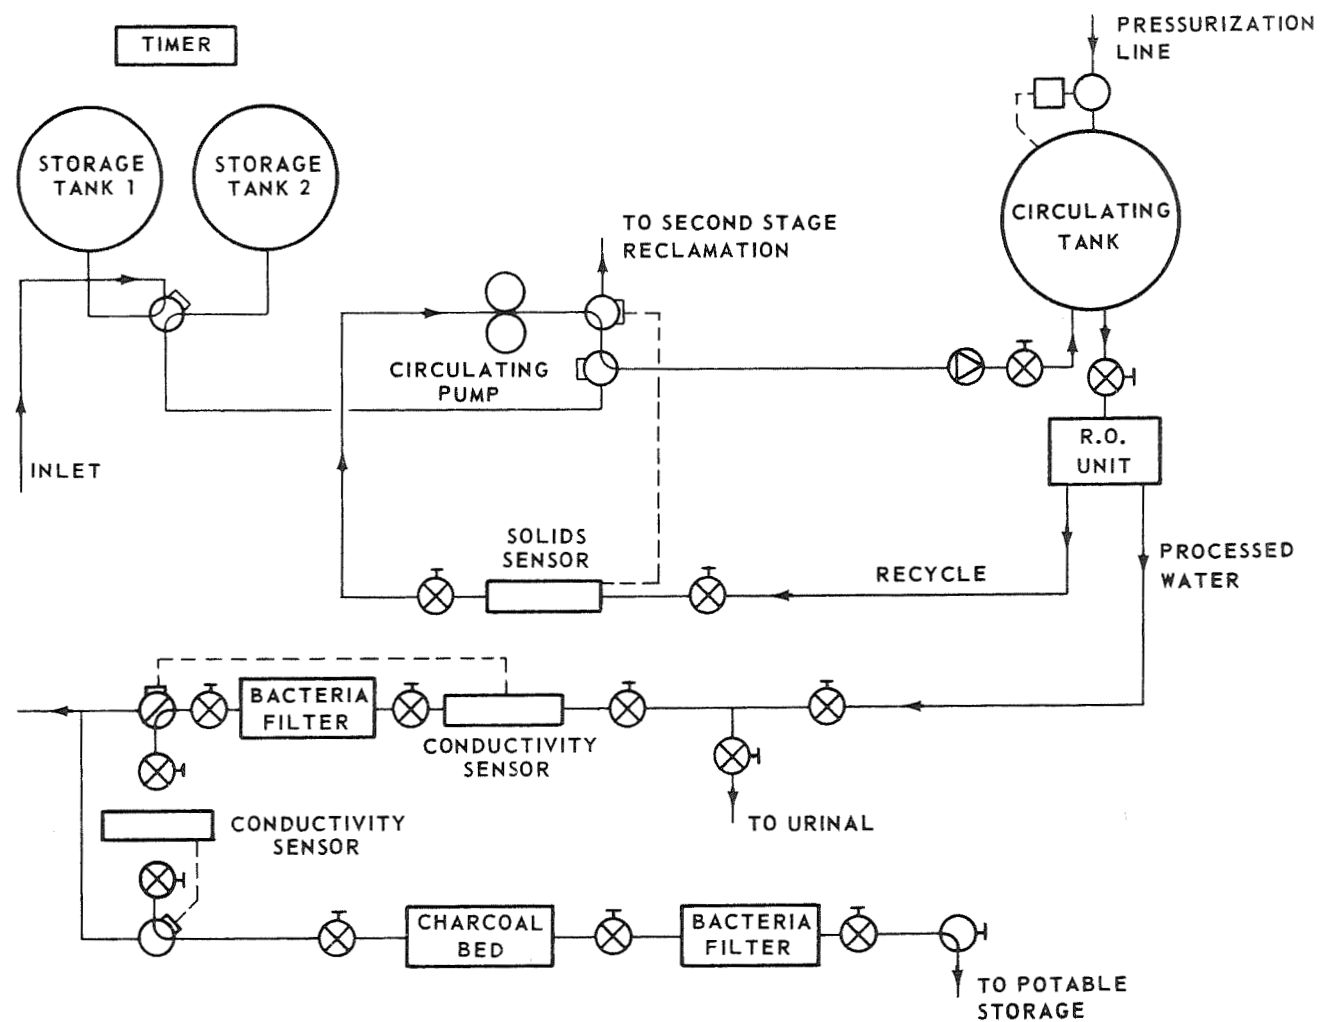 TIMER
PRESSURIZATION
LINE
STORAGE
TANK 1
STORAGE
TANK 2
CIRCULATING
TANK
TO SECOND STAGE
RECLAMATION
CIRCULATING
PUMP
R.O.
UNIT
INLET
SOLIDS
SENSOR
RECYCLE
PROCESSED
WATER
BACTERIA
FILTER
CONDUCTIVITY
SENSOR
TO URINAL
CONDUCTIVITY
SENSOR
CHARCOAL
BED
BACTERIA
FILTER
TO POTABLE
STORAGE